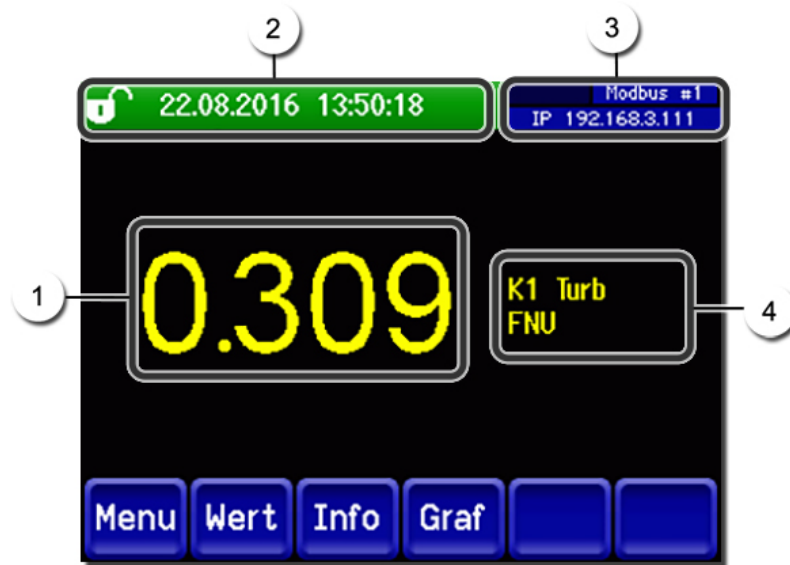 2
3
22.08.2016 13:50:18
Modbus #1
IP 192.168.3.111
1
0.309
K1 Turb
FNU
4
Menu
Wert
Info
Graf